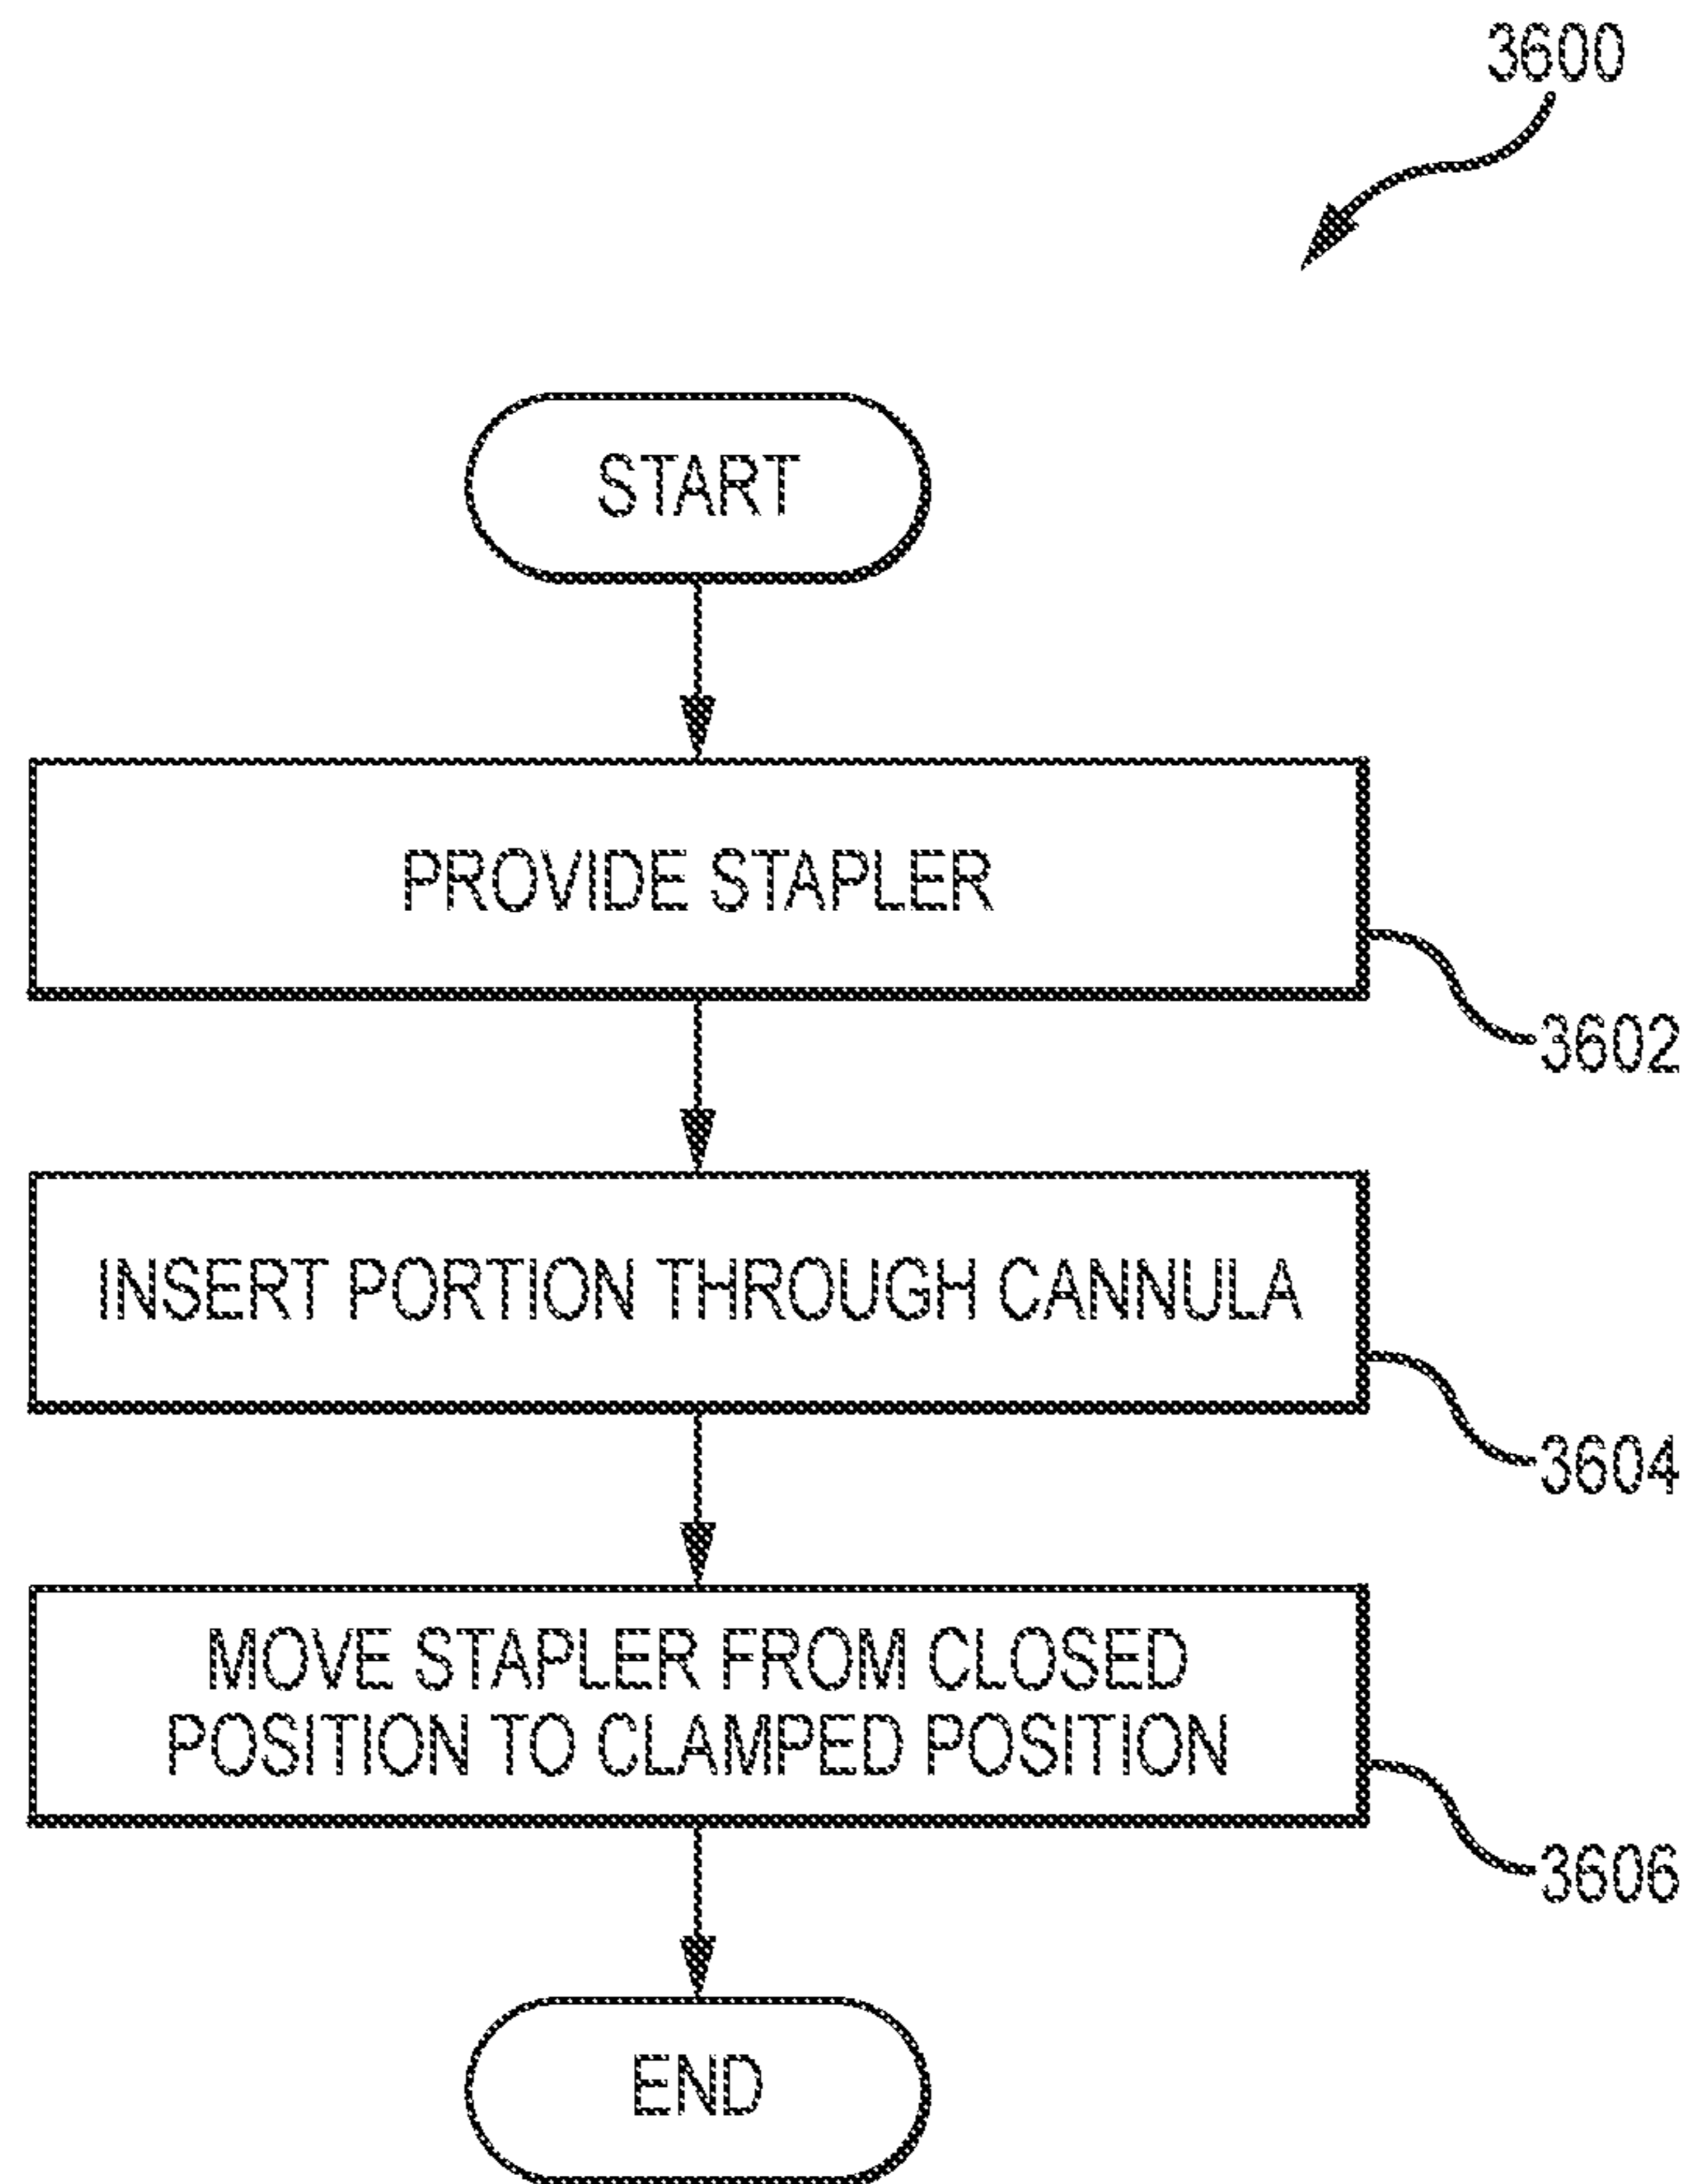 3600
START
PROVIDE STAPLER
3602
INSERT PORTION THROUGH CANNULA
3604
MOVE STAPLER FROM CLOSED
POSITION TO CLAMPED POSITION
3606
END